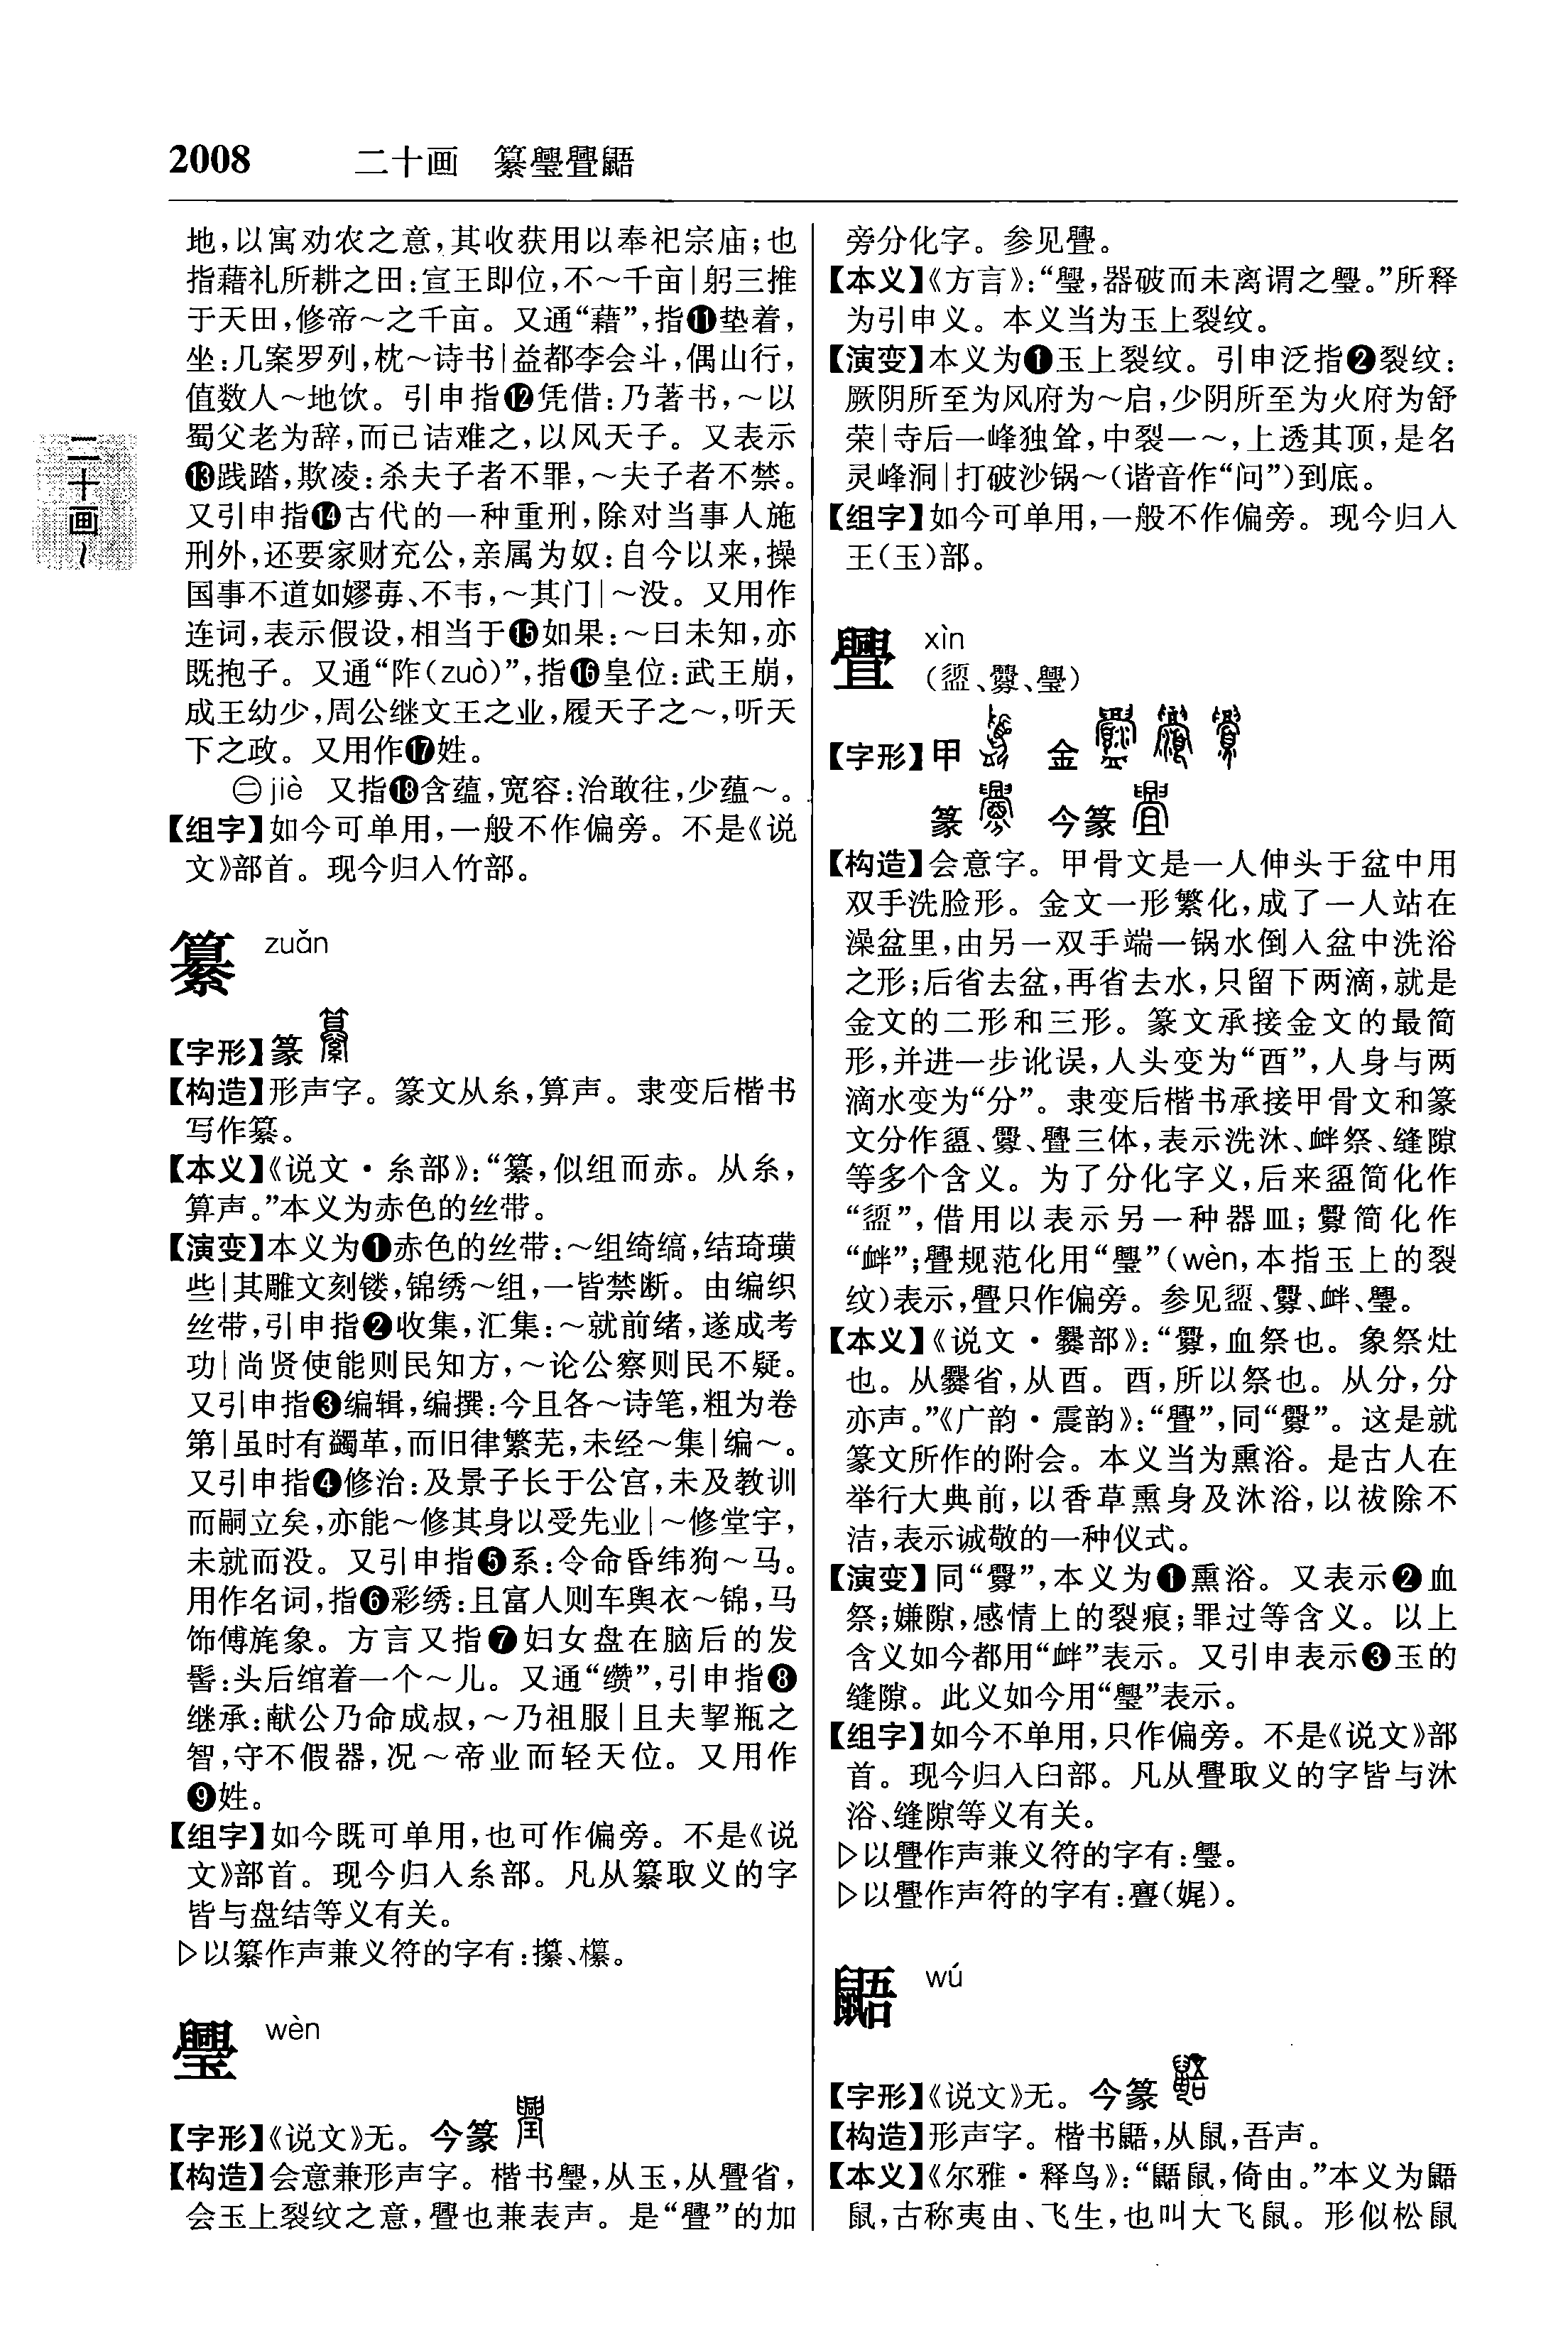 2008 二十画 纂璺舋鼯
二十画~
地,以寓劝农之意,其收获用以奉祀宗庙;也
指藉礼所耕之田:宣王即位,不～千亩|躬三推
于天田,修帝～之千亩。又通“藉”,指⓫垫着,
坐:几案罗列,枕～诗书|益都李会斗,偶山行,
值数人～地饮。引申指⓬凭借:乃著书,～以
蜀父老为辞,而己诘难之,以风天子。又表示
⓭践踏,欺凌:杀夫子者不罪,～夫子者不禁。
又引申指⓮古代的一种重刑,除对当事人施
刑外,还要家财充公,亲属为奴:自今以来,操
国事不道如嫪毐、不韦,～其门|～没。又用作
连词,表示假设,相当于⓯如果:～曰未知,亦
既抱子。又通“阼(zuò)”,指⓰皇位:武王崩,
成王幼少,周公继文王之业,履天子之～,听天
下之政。又用作⓱姓。
㊁jiè 又指⓲含蕴,宽容:治敢往,少蕴～。
【组字】如今可单用,一般不作偏旁。不是《说
文》部首。现今归入竹部。
纂 zuǎn
【字形】篆
【构造】形声字。篆文从糸,算声。隶变后楷书
写作纂。
【本义】《说文·糸部》:“纂,似组而赤。从糸,
算声。”本义为赤色的丝带。
【演变】本义为❶赤色的丝带:～组绮缟,结琦璜
些|其雕文刻镂,锦绣～组,一皆禁断。由编织
丝带,引申指❷收集,汇集:～就前绪,遂成考
功|尚贤使能则民知方,～论公察则民不疑。
又引申指❸编辑,编撰:今且各～诗笔,粗为卷
第|虽时有蠲革,而旧律繁芜,未经～集|编～。
又引申指❹修治:及景子长于公宫,未及教训
而嗣立矣,亦能～修其身以受先业|～修堂宇,
未就而没。又引申指❺系:令命昏纬狗～马。
用作名词,指❻彩绣:且富人则车舆衣～锦,马
饰傅旄象。方言又指❼妇女盘在脑后的发
髻:头后绾着一个～儿。又通“缵”,引申指❽
继承:献公乃命成叔,～乃祖服|且夫挈瓶之
智,守不假器,况～帝业而轻天位。又用作
❾姓。
【组字】如今既可单用,也可作偏旁。不是《说
文》部首。现今归入糸部。凡从纂取义的字
皆与盘结等义有关。
▷以纂作声兼义符的字有:攥、欑。
璺 wèn
【字形】《说文》无。今篆
【构造】会意兼形声字。楷书璺,从玉,从舋省,
会玉上裂纹之意,舋也兼表声。是“舋”的加
旁分化字。参见舋。
【本义】《方言》:“璺,器破而未离谓之璺。”所释
为引申义。本义当为玉上裂纹。
【演变】本义为❶玉上裂纹。引申泛指❷裂纹:
厥阴所至为风府为～启,少阴所至为火府为舒
荣|寺后一峰独耸,中裂一～,上透其顶,是名
灵峰洞|打破沙锅～(谐音作“问”)到底。
【组字】如今可单用,一般不作偏旁。现今归入
王(玉)部。
舋 xìn
(盨、釁、璺)
【字形】甲 金
篆 今篆
【构造】会意字。甲骨文是一人伸头于盆中用
双手洗脸形。金文一形繁化,成了一人站在
澡盆里,由另一双手端一锅水倒入盆中洗浴
之形;后省去盆,再省去水,只留下两滴,就是
金文的二形和三形。篆文承接金文的最简
形,并进一步讹误,人头变为“酉”,人身与两
滴水变为“分”。隶变后楷书承接甲骨文和篆
文分作盨、釁、舋三体,表示洗沐、衅祭、缝隙
等多个含义。为了分化字义,后来盨简化作
“盨”,借用以表示另一种器皿;釁简化作
“衅”;舋规范化用“璺”(wèn,本指玉上的裂
纹)表示,舋只作偏旁。参见盨、釁、衅、璺。
【本义】《说文·爨部》:“釁,血祭也。象祭灶
也。从爨省,从酉。酉,所以祭也。从分,分
亦声。”《广韵·震韵》:“舋”,同“釁”。这是就
篆文所作的附会。本义当为熏浴。是古人在
举行大典前,以香草熏身及沐浴,以祓除不
洁,表示诚敬的一种仪式。
【演变】同“釁”,本义为❶熏浴。又表示❷血
祭;嫌隙,感情上的裂痕;罪过等含义。以上
含义如今都用“衅”表示。又引申表示❸玉的
缝隙。此义如今用“璺”表示。
【组字】如今不单用,只作偏旁。不是《说文》部
首。现今归入臼部。凡从舋取义的字皆与沐
浴、缝隙等义有关。
▷以舋作声兼义符的字有:璺。
▷以舋作声符的字有:亹(娓)。
鼯 wú
【字形】《说文》无。今篆
【构造】形声字。楷书鼯,从鼠,吾声。
【本义】《尔雅·释鸟》:“鼯鼠,倚由。”本义为鼯
鼠,古称夷由、飞生,也叫大飞鼠。形似松鼠